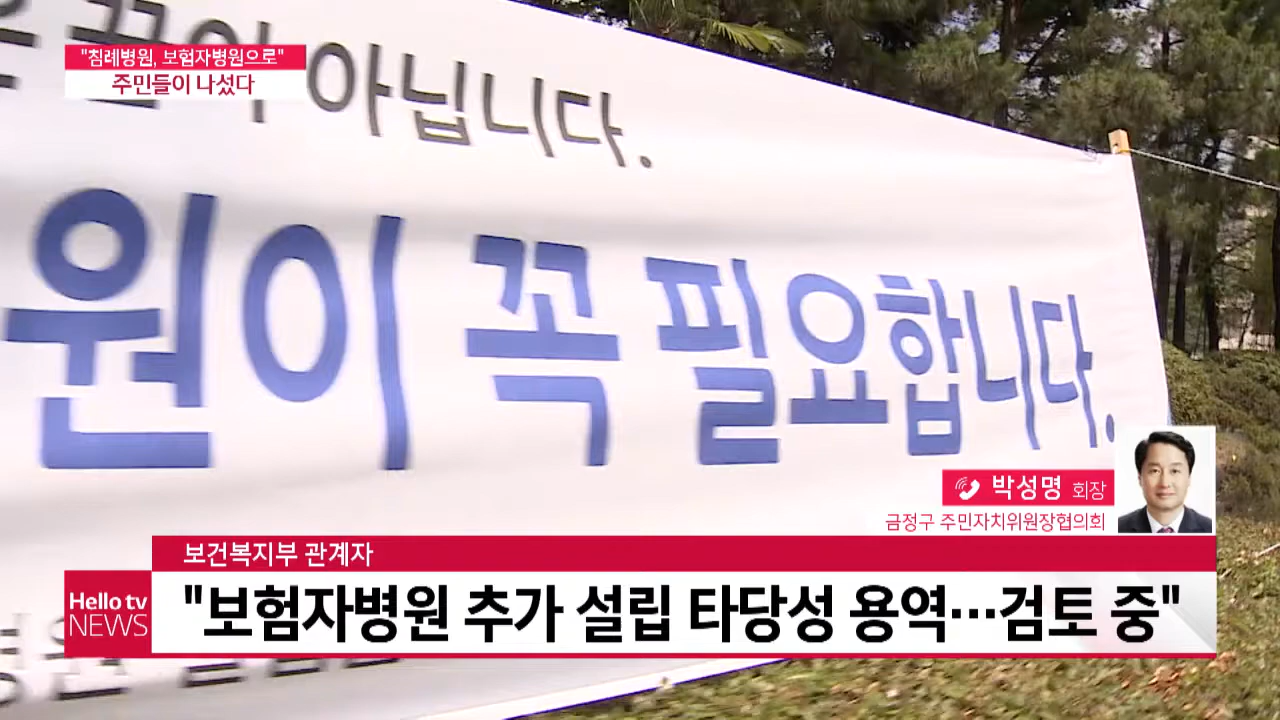 "침례병원, 보험자병원으로"
주민들이 나섰다
아닙니다.
원이 꼭 필요합니다.
박성명 회장
금정구 주민자치위원장협의회
보건복지부 관계자
Hello tv
NEWS
"보험자병원 추가 설립 타당성 용역…검토 중"